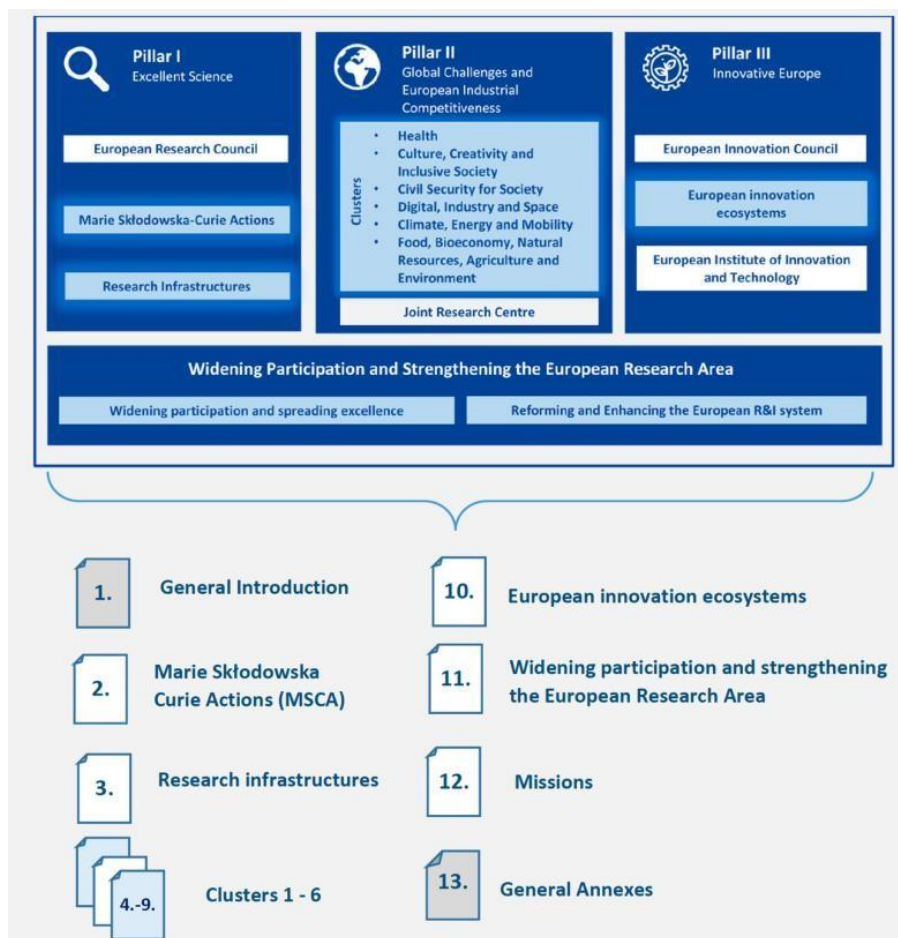 Pillar I
Excellent Science
European Research Council
Marie Skłodowska-Curie Actions
Research Infrastructures
Pillar II
Global Challenges and
European Industrial
Competitiveness
Clusters
• Health
• Culture, Creativity and
Inclusive Society
• Civil Security for Society
• Digital, Industry and Space
• Climate, Energy and Mobility
• Food, Bioeconomy, Natural
Resources, Agriculture and
Environment
Joint Research Centre
Pillar III
Innovative Europe
European Innovation Council
European innovation
ecosystems
European Institute of Innovation
and Technology
Widening Participation and Strengthening the European Research Area
Widening participation and spreading excellence
Reforming and Enhancing the European R&I system
1. General Introduction
2. Marie Skłodowska
Curie Actions (MSCA)
3. Research infrastructures
4.-9. Clusters 1 - 6
10. European innovation ecosystems
11. Widening participation and strengthening
the European Research Area
12. Missions
13. General Annexes